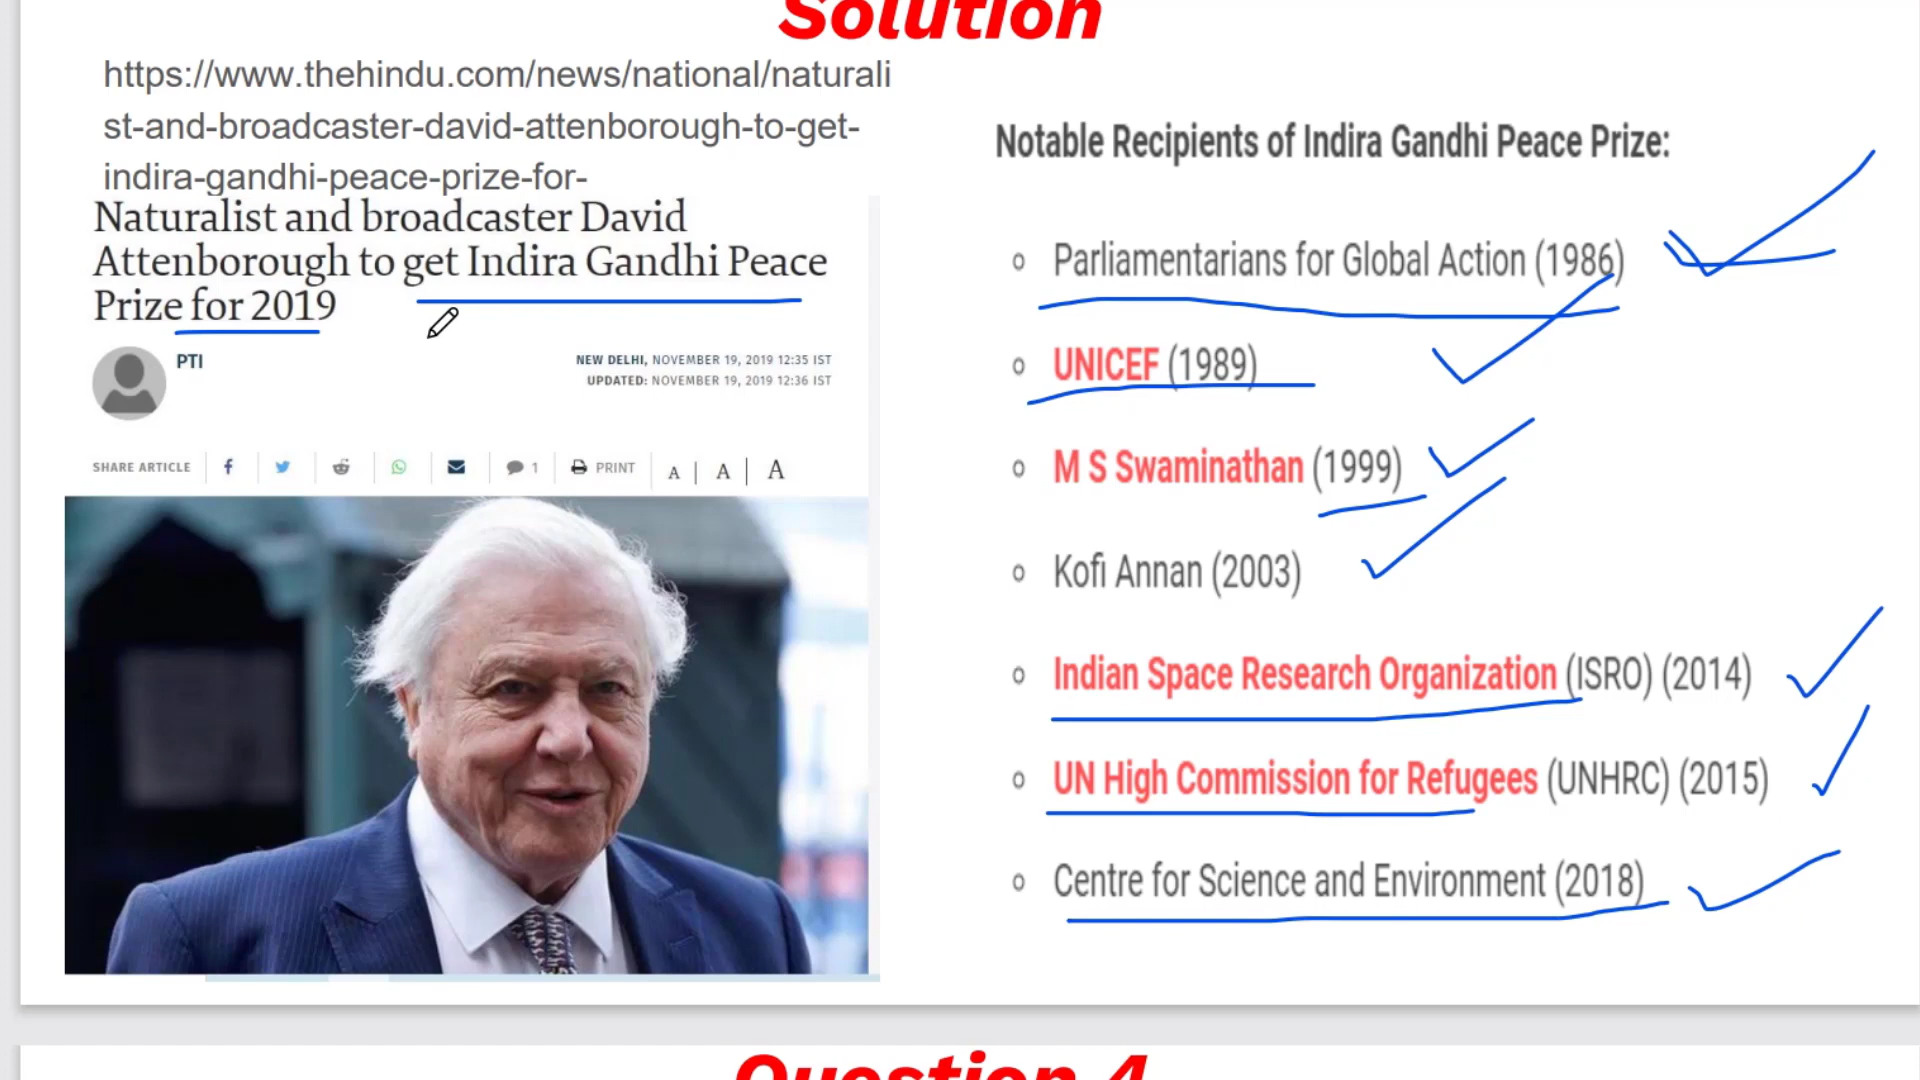 Solution
https://www.thehindu.com/news/national/naturali
st-and-broadcaster-david-attenborough-to-get-
indira-gandhi-peace-prize-for-
Naturalist and broadcaster David
Attenborough to get Indira Gandhi Peace
Prize for 2019
PTI
NEW DELHI, NOVEMBER 19, 2019 12:35 IST
UPDATED: NOVEMBER 19, 2019 12:36 IST
SHARE ARTICLE 1 PRINT A A A
Notable Recipients of Indira Gandhi Peace Prize:
Parliamentarians for Global Action (1986)
UNICEF (1989)
M S Swaminathan (1999)
Kofi Annan (2003)
Indian Space Research Organization (ISRO) (2014)
UN High Commission for Refugees (UNHRC) (2015)
Centre for Science and Environment (2018)
Question 4